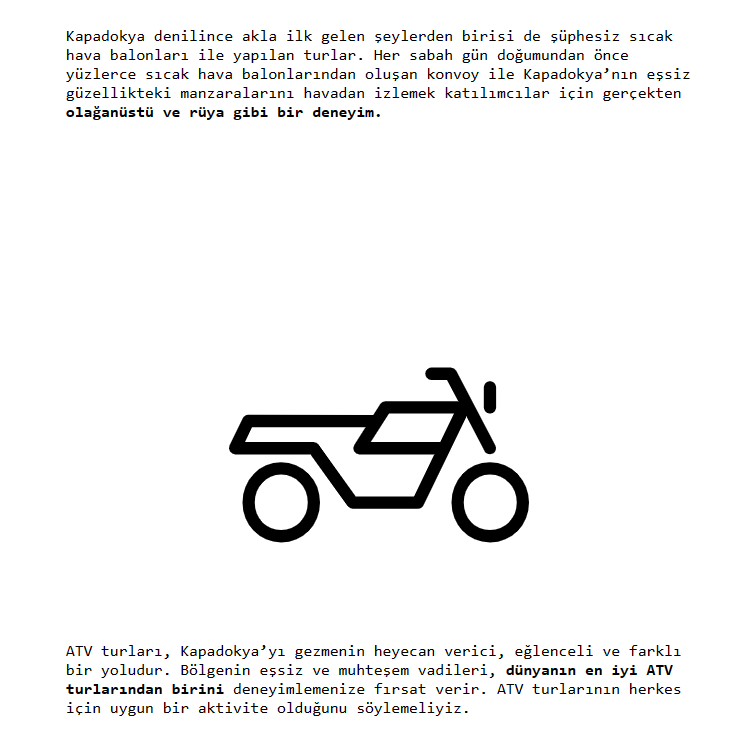 Kapadokya denilince akla ilk gelen şeylerden birisi de şüphesiz sıcak
hava balonları ile yapılan turlar. Her sabah gün doğumundan önce
yüzlerce sıcak hava balonlarından oluşan konvoy ile Kapadokya’nın eşsiz
güzellikteki manzaralarını havadan izlemek katılımcılar için gerçekten
olağanüstü ve rüya gibi bir deneyim.
ATV turları, Kapadokya’yı gezmenin heyecan verici, eğlenceli ve farklı
bir yoludur. Bölgenin eşsiz ve muhteşem vadileri, dünyanın en iyi ATV
turlarından birini deneyimlemenize fırsat verir. ATV turlarının herkes
için uygun bir aktivite olduğunu söylemeliyiz.